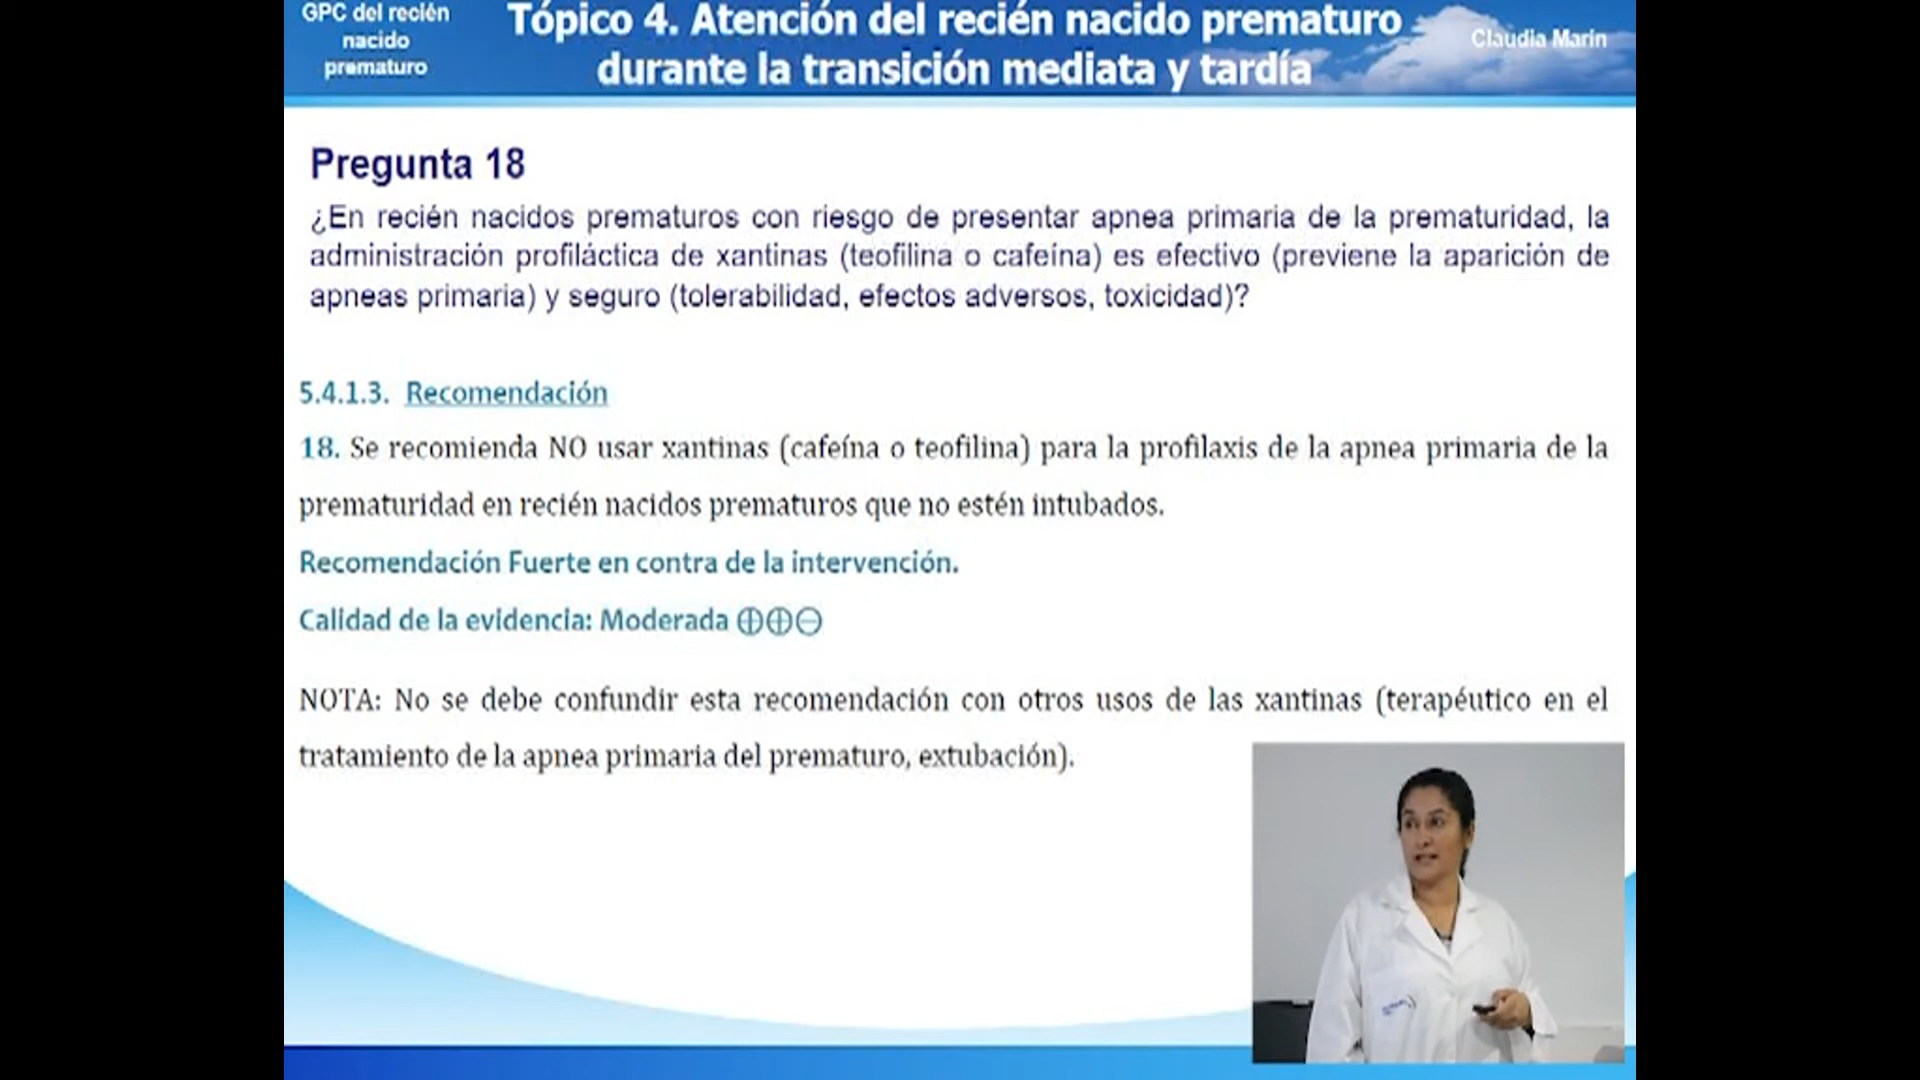 GPC del recién
nacido
prematuro
Tópico 4. Atención del recién nacido prematuro
durante la transición mediata y tardía
Claudia Marin
Pregunta 18
¿En recién nacidos prematuros con riesgo de presentar apnea primaria de la prematuridad, la
administración profiláctica de xantinas (teofilina o cafeína) es efectivo (previene la aparición de
apneas primaria) y seguro (tolerabilidad, efectos adversos, toxicidad)?
5.4.1.3. Recomendación
18. Se recomienda NO usar xantinas (cafeína o teofilina) para la profilaxis de la apnea primaria de la
prematuridad en recién nacidos prematuros que no estén intubados.
Recomendación Fuerte en contra de la intervención.
Calidad de la evidencia: Moderada ⊕⊕⊖
NOTA: No se debe confundir esta recomendación con otros usos de las xantinas (terapéutico en el
tratamiento de la apnea primaria del prematuro, extubación).